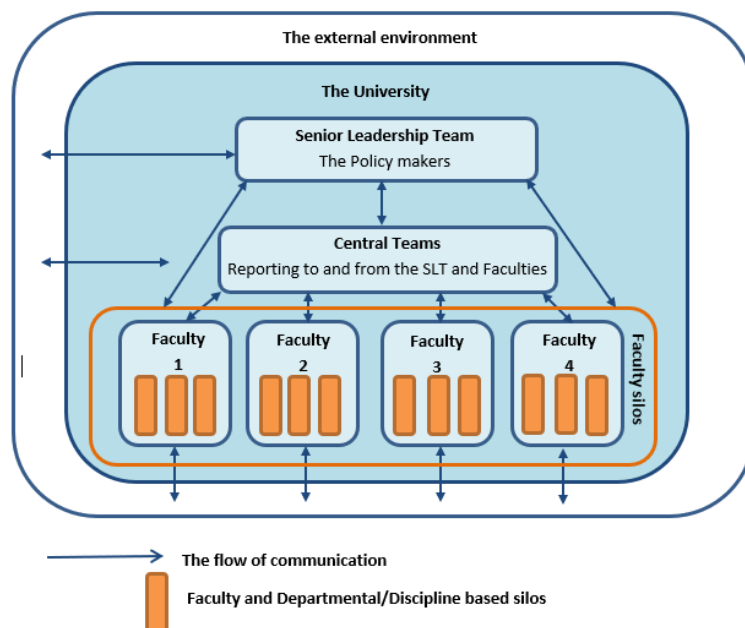 The external environment
The University
Senior Leadership Team
The Policy makers
Central Teams
Reporting to and from the SLT and Faculties
Faculty
1
Faculty
2
Faculty
3
Faculty
4
Faculty silos
The flow of communication
Faculty and Departmental/Discipline based silos